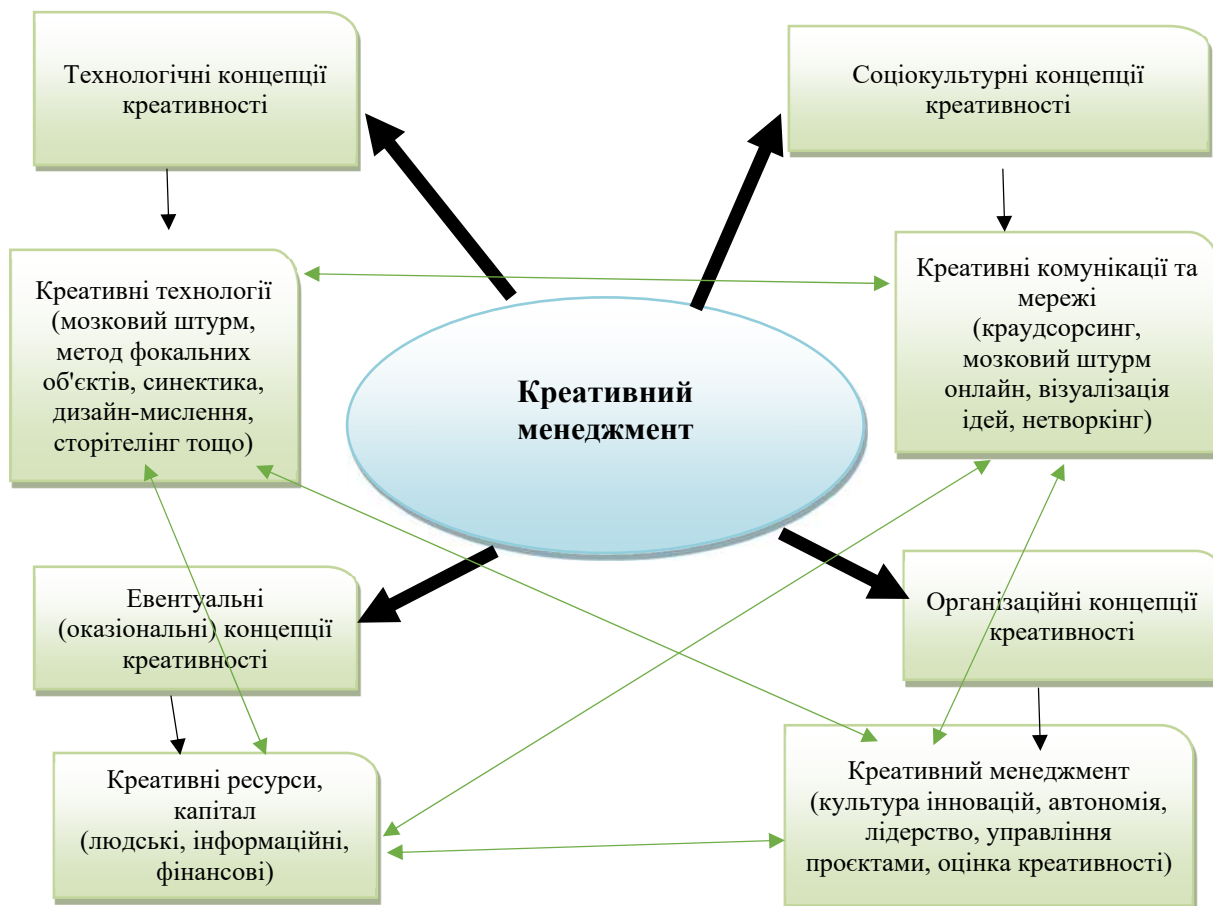 Технологічні концепції
креативності
Соціокультурні концепції
креативності
Креативні технології
(мозковий штурм,
метод фокальних
об'єктів, синектика,
дизайн-мислення,
сторітелінг тощо)
Креативні комунікації та
мережі
(краудсорсинг,
мозковий штурм
онлайн, візуалізація
ідей, нетворкінг)
Креативний
менеджмент
Евентуальні
(оказіональні) концепції
креативності
Організаційні концепції
креативності
Креативні ресурси,
капітал
(людські, інформаційні,
фінансові)
Креативний менеджмент
(культура інновацій, автономія,
лідерство, управління
проєктами, оцінка креативності)